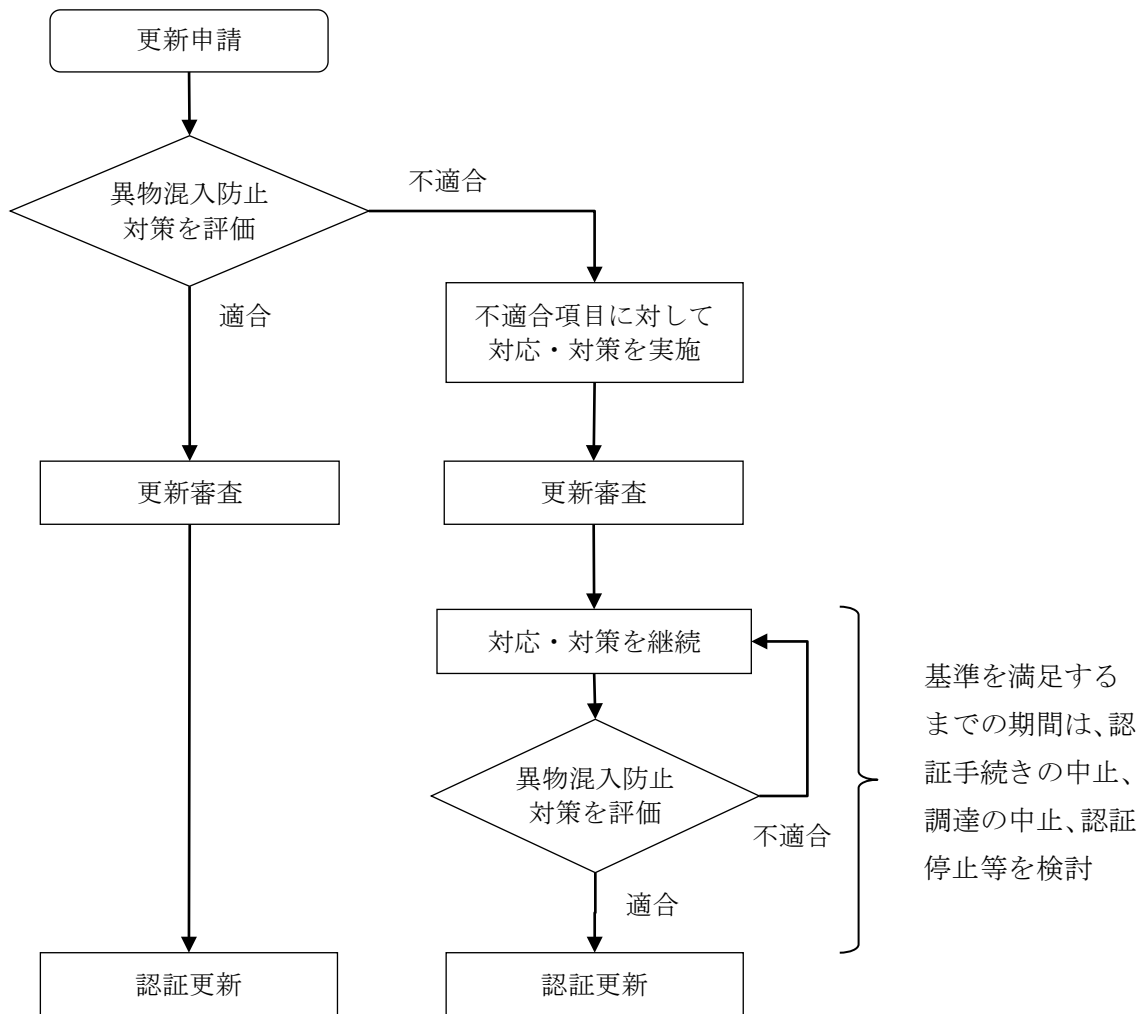 更新申請
異物混入防止
対策を評価
不適合
適合
不適合項目に対して
対応・対策を実施
更新審査
更新審査
対応・対策を継続
異物混入防止
対策を評価
不適合
適合
基準を満足する
までの期間は、認
証手続きの中止、
調達の中止、認証
停止等を検討
認証更新
認証更新